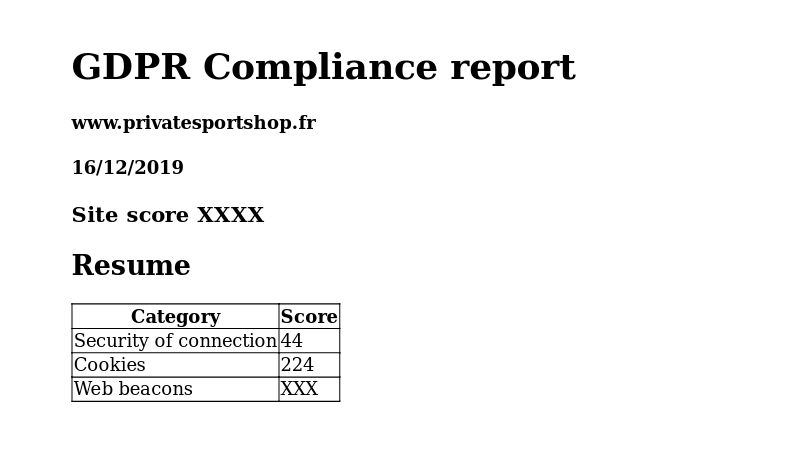 GDPR Compliance report
www.privatesportshop.fr
16/12/2019
Site score XXXX
Resume
Category Score
Security of connection 44
Cookies 224
Web beacons XXX